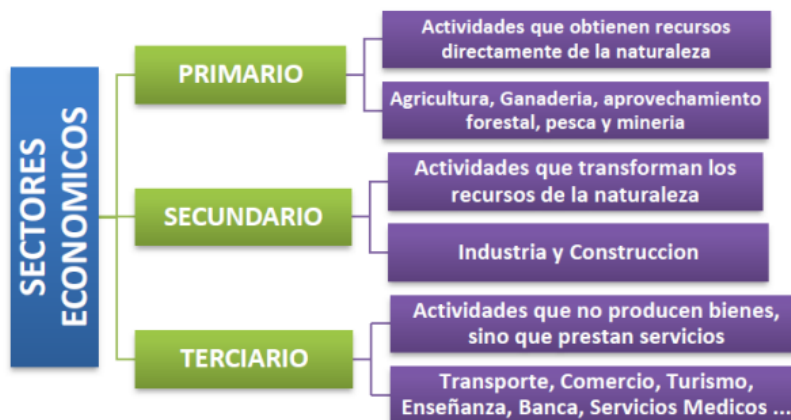 SECTORES
ECONOMICOS
PRIMARIO
Actividades que obtienen recursos
directamente de la naturaleza
Agricultura, Ganaderia, aprovechamiento
forestal, pesca y mineria
SECUNDARIO
Actividades que transforman los
recursos de la naturaleza
Industria y Construccion
TERCIARIO
Actividades que no producen bienes,
sino que prestan servicios
Transporte, Comercio, Turismo,
Enseñanza, Banca, Servicios Medicos ...